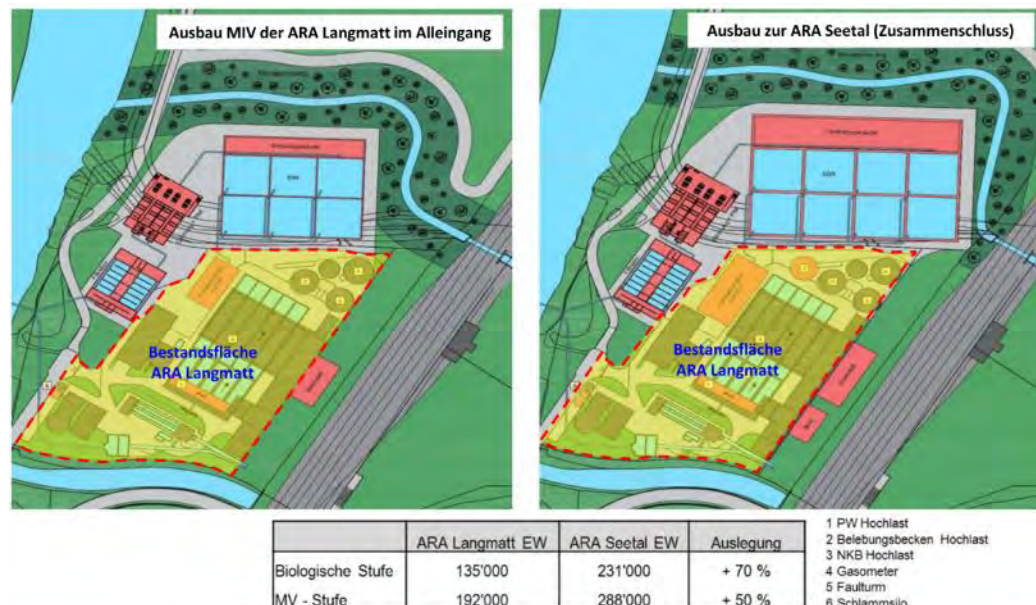 Ausbau MIV der ARA Langmatt im Alleingang
Ausbau zur ARA Seetal (Zusammenschluss)
Bestandsfläche
ARA Langmatt
Bestandsfläche
ARA Langmatt
ARA Langmatt EW ARA Seetal EW Auslegung
Biologische Stufe 135'000 231'000 + 70 %
MV - Stufe 192'000 288'000 + 50 %
1 PW Hochlast
2 Belebungsbecken Hochlast
3 NKB Hochlast
4 Gasometer
5 Faulturm
6 Schlammsilo